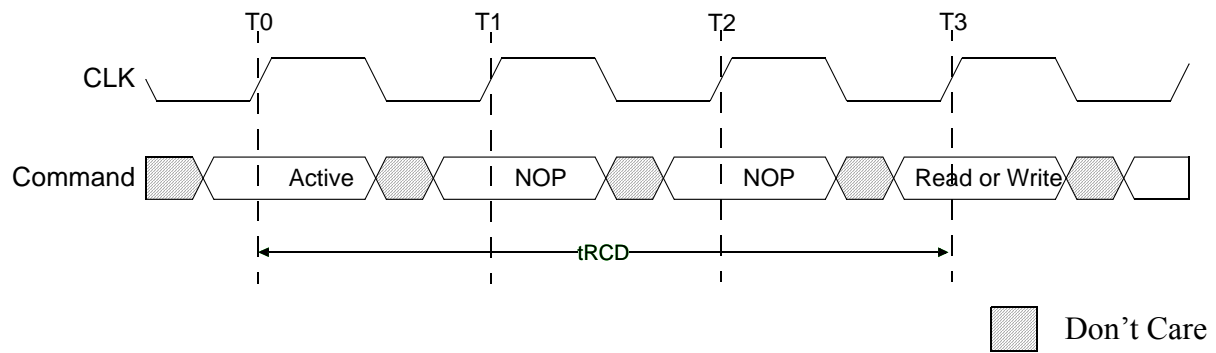 T0 T1 T2 T3
CLK
Command Active NOP NOP Read or Write
tRCD
Don't Care